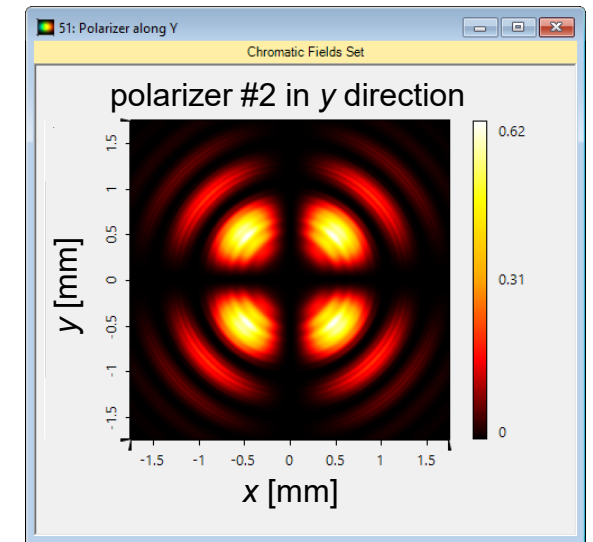 51: Polarizer along Y
Chromatic Fields Set
polarizer #2 in y direction
1.5
1
0.5
0
-0.5
-1
-1.5
y [mm]
-1.5 -1 -0.5 0 0.5 1 1.5
x [mm]
0.62
0.31
0